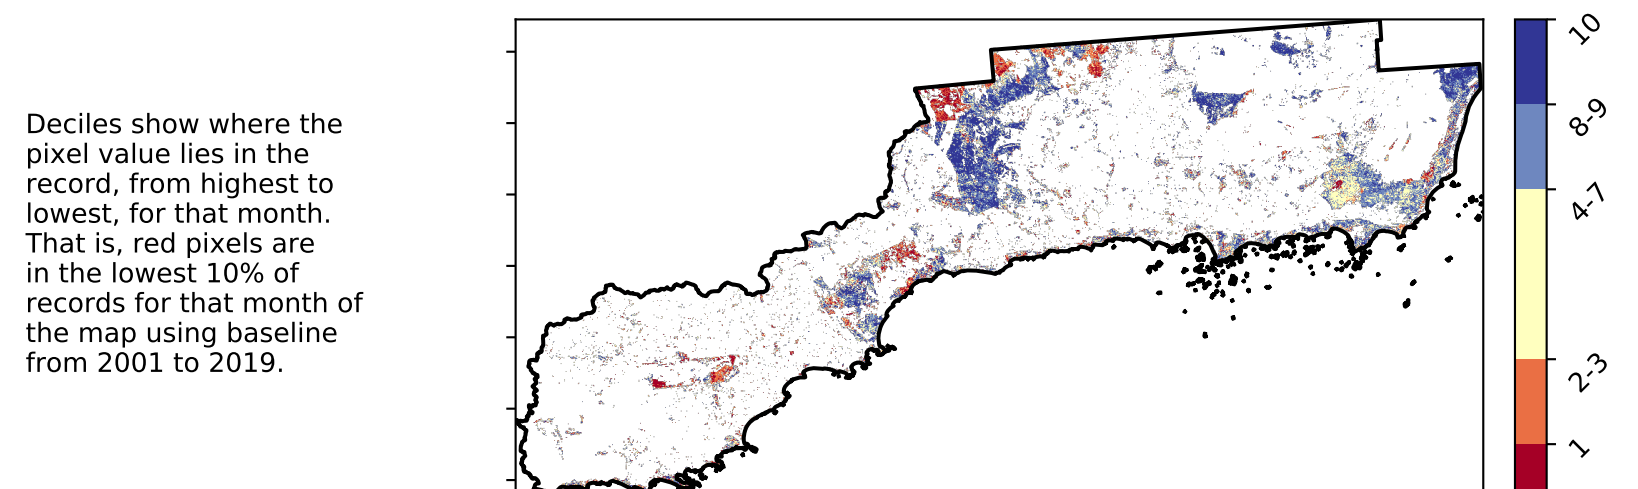 Deciles show where the
pixel value lies in the
record, from highest to
lowest, for that month.
That is, red pixels are
in the lowest 10% of
records for that month of
the map using baseline
from 2001 to 2019.
10
8-9
4-7
2-3
1